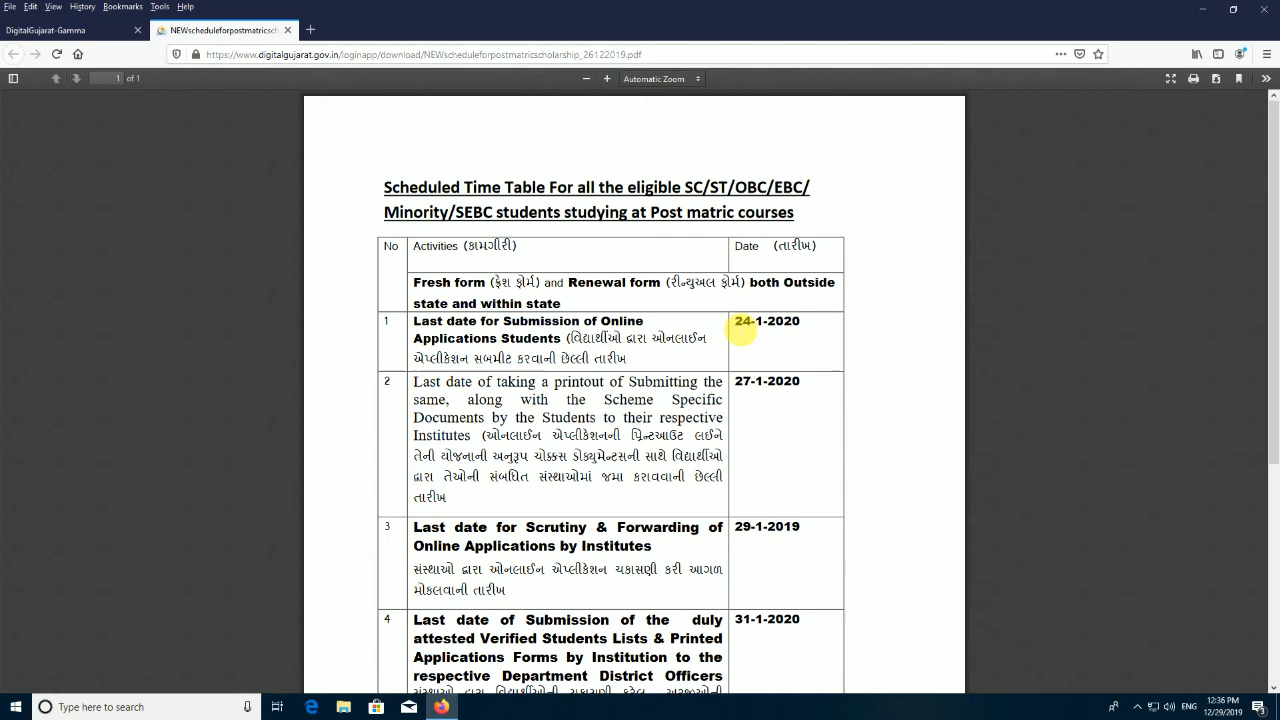 File Edit View History Bookmarks Tools Help
DigitalGujarat-Gamma
NEWscheduleforpostmatricsch
https://www.digitalgujarat.gov.in/loginapp/download/NEWscheduleforpostmatricscholarship_26122019.pdf
1 of 1
Automatic Zoom
Scheduled Time Table For all the eligible SC/ST/OBC/EBC/
Minority/SEBC students studying at Post matric courses
No Activities (કામગીરી) Date (તારીખ)
Fresh form (ફ્રેશ ફોર્મ) and Renewal form (રીન્યુઅલ ફોર્મ) both Outside
state and within state
1 Last date for Submission of Online 24-1-2020
Applications Students (વિદ્યાર્થીઓ દ્વારા ઓનલાઈન
એપ્લીકેશન સબમીટ કરવાની છેલ્લી તારીખ
2 Last date of taking a printout of Submitting the 27-1-2020
same, along with the Scheme Specific
Documents by the Students to their respective
Institutes (ઓનલાઈન એપ્લીકેશનની પ્રિન્ટઆઉટ લઈને
તેની યોજનાની અનુરૂપ ચોક્કસ ડોક્યુમેન્ટસની સાથે વિદ્યાર્થીઓ
દ્વારા તેઓની સંબધિત સંસ્થાઓમાં જમા કરાવવાની છેલ્લી
તારીખ
3 Last date for Scrutiny & Forwarding of 29-1-2019
Online Applications by Institutes
સંસ્થાઓ દ્વારા ઓનલાઈન એપ્લીકેશન ચકાસણી કરી આગળ
મોકલવાની તારીખ
4 Last date of Submission of the duly 31-1-2020
attested Verified Students Lists & Printed
Applications Forms by Institution to the
respective Department District Officers
Type here to search
ENG
12:36 PM
12/29/2019
3